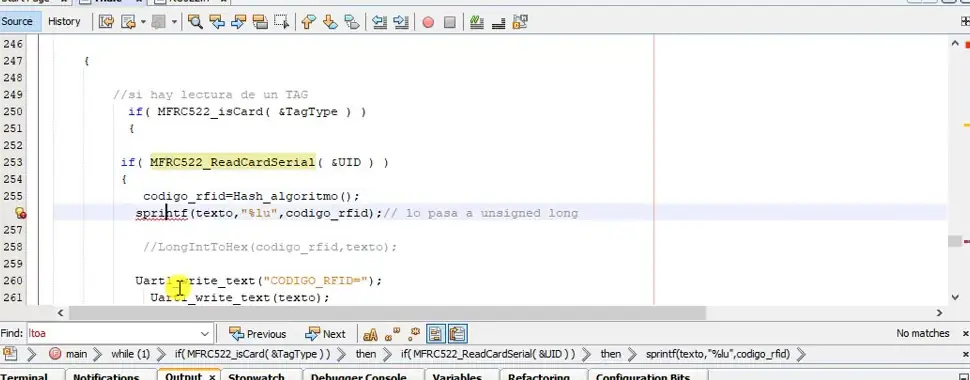 Source History
246
247 {
248
249 //si hay lectura de un TAG
250 if( MFRC522_isCard( &TagType ) )
251 {
252
253 if( MFRC522_ReadCardSerial( &UID ) )
254 {
255 codigo_rfid=Hash_algoritmo();
sprintf(texto,"%lu",codigo_rfid);// lo pasa a unsigned long
257
258 //LongIntToHex(codigo_rfid,texto);
259
260 Uart1_write_text("CODIGO_RFID=");
261 Uart1_write_text(texto);
Find: ltoa Previous Next No matches
main while (1) if( MFRC522_isCard( &TagType ) ) then if( MFRC522_ReadCardSerial( &UID ) ) then sprintf(texto,"%lu",codigo_rfid)
Terminal Notifications Output x Stopwatch Debugger Console Variables Refactoring Configuration Bits